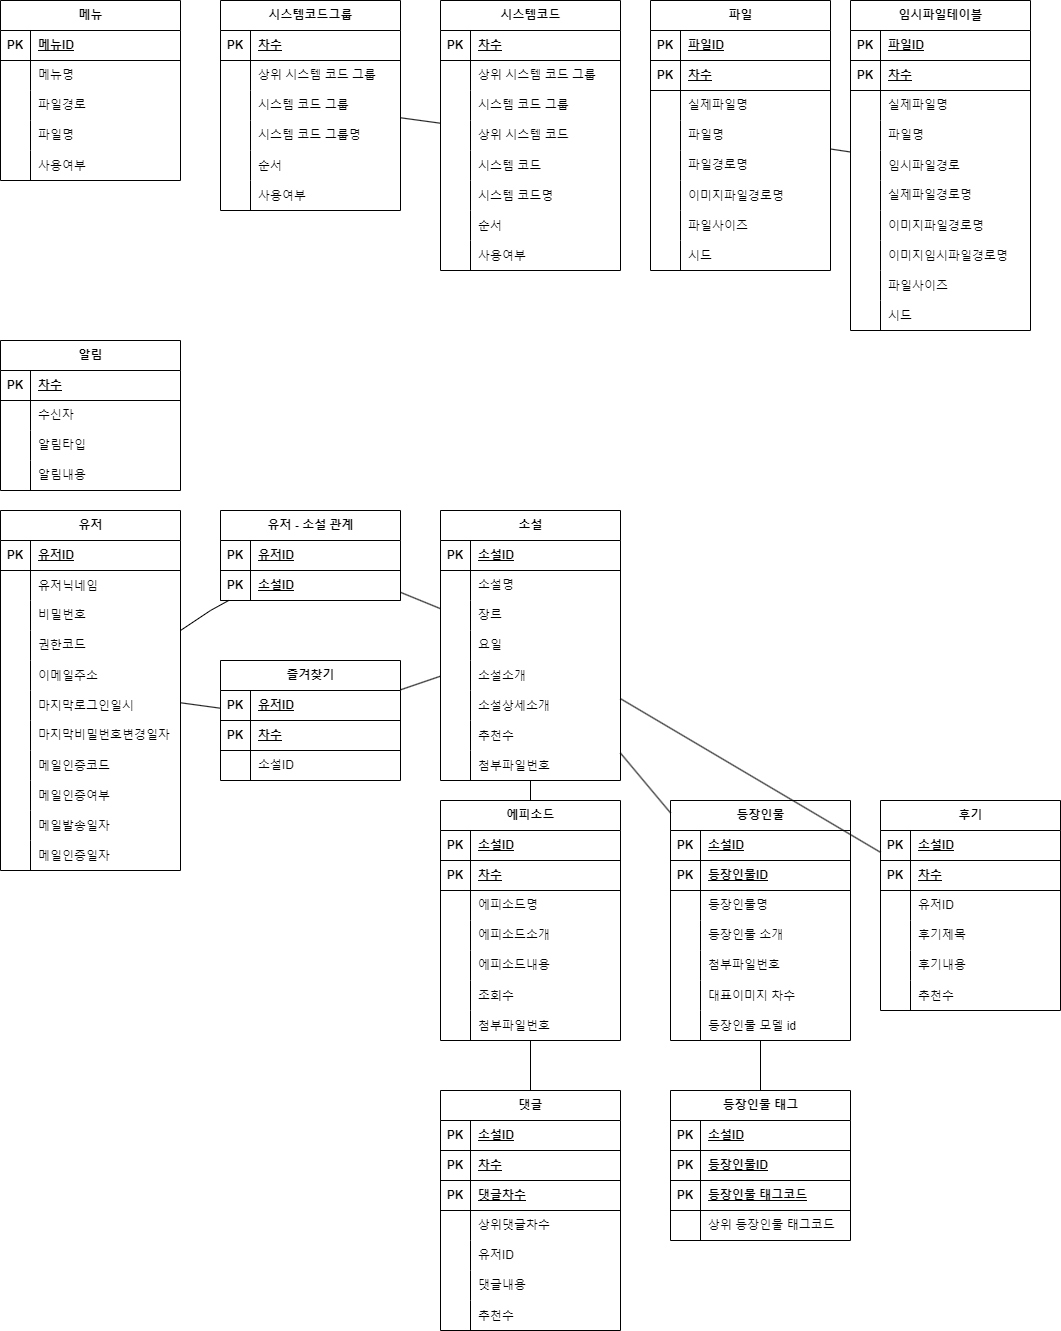 메뉴
PK 메뉴ID
메뉴명
파일경로
파일명
사용여부
시스템코드그룹
PK 차수
상위 시스템 코드 그룹
시스템 코드 그룹
시스템 코드 그룹명
순서
사용여부
시스템코드
PK 차수
상위 시스템 코드 그룹
시스템 코드 그룹
상위 시스템 코드
시스템 코드
시스템 코드명
순서
사용여부
파일
PK 파일ID
PK 차수
실제파일명
파일명
파일경로명
이미지파일경로명
파일사이즈
시드
임시파일테이블
PK 파일ID
PK 차수
실제파일명
파일명
임시파일경로
실제파일경로명
이미지파일경로명
이미지임시파일경로명
파일사이즈
시드
알림
PK 차수
수신자
알림타입
알림내용
유저
PK 유저ID
유저닉네임
비밀번호
권한코드
이메일주소
마지막로그인일시
마지막비밀번호변경일자
메일인증코드
메일인증여부
메일발송일자
메일인증일자
유저 - 소설 관계
PK 유저ID
PK 소설ID
즐겨찾기
PK 유저ID
PK 차수
소설ID
소설
PK 소설ID
소설명
장르
요일
소설소개
소설상세소개
추천수
첨부파일번호
에피소드
PK 소설ID
PK 차수
에피소드명
에피소드소개
에피소드내용
조회수
첨부파일번호
등장인물
PK 소설ID
PK 등장인물ID
등장인물명
등장인물 소개
첨부파일번호
대표이미지 차수
등장인물 모델 id
후기
PK 소설ID
PK 차수
유저ID
후기제목
후기내용
추천수
댓글
PK 소설ID
PK 차수
PK 댓글차수
상위댓글차수
유저ID
댓글내용
추천수
등장인물 태그
PK 소설ID
PK 등장인물ID
PK 등장인물 태그코드
상위 등장인물 태그코드